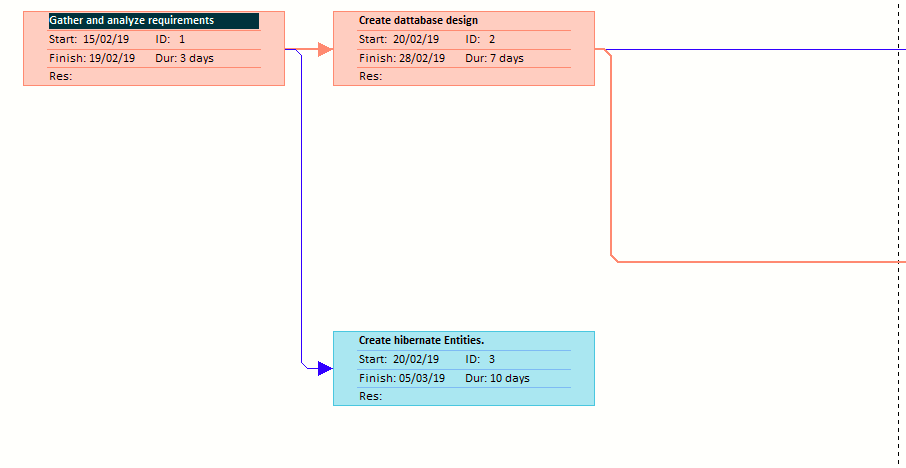 Gather and analyze requirements
Start: 15/02/19 ID: 1
Finish: 19/02/19 Dur: 3 days
Res:
Create dattabase design
Start: 20/02/19 ID: 2
Finish: 28/02/19 Dur: 7 days
Res:
Create hibernate Entities.
Start: 20/02/19 ID: 3
Finish: 05/03/19 Dur: 10 days
Res: